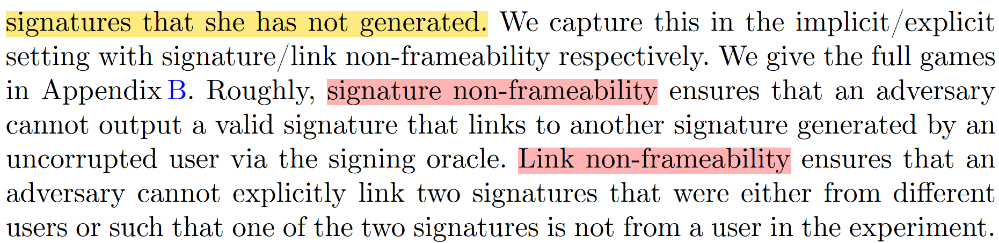 signatures that she has not generated. We capture this in the implicit/explicit
setting with signature/link non-frameability respectively. We give the full games
in Appendix B. Roughly, signature non-frameability ensures that an adversary
cannot output a valid signature that links to another signature generated by an
uncorrupted user via the signing oracle. Link non-frameability ensures that an
adversary cannot explicitly link two signatures that were either from different
users or such that one of the two signatures is not from a user in the experiment.